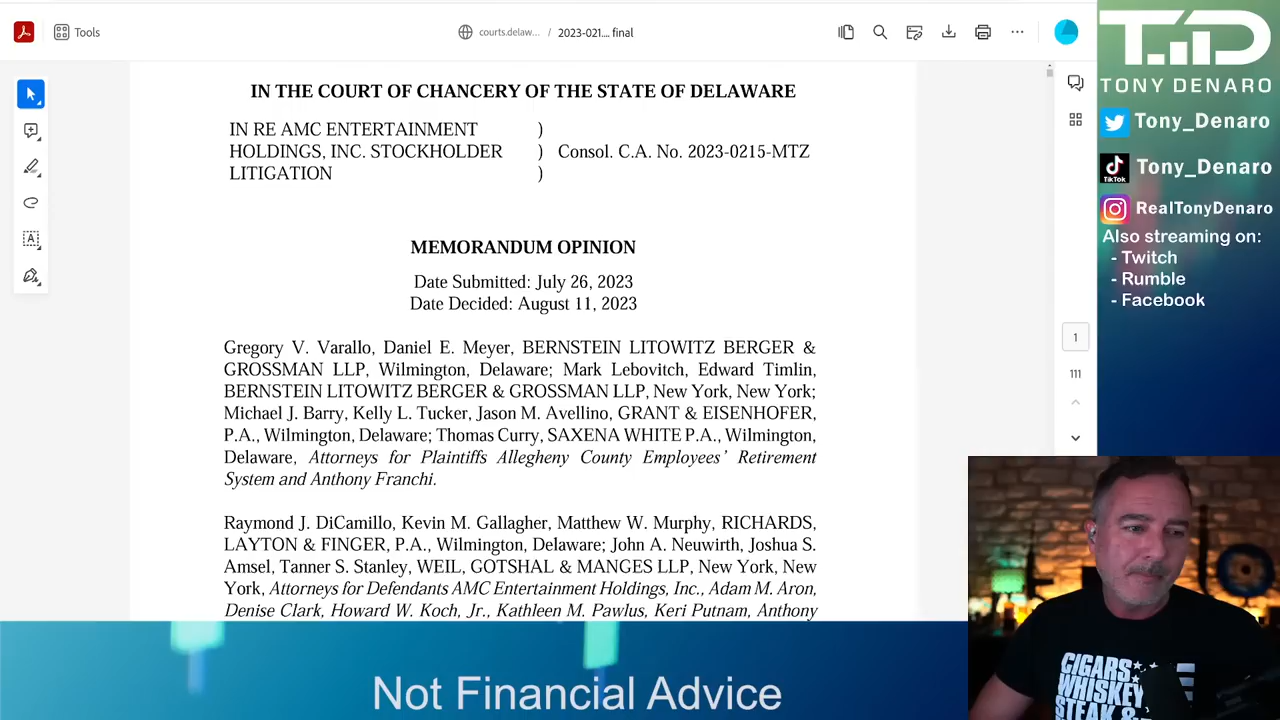 Tools
courts.delaw... / 2023-021.... final
IN THE COURT OF CHANCERY OF THE STATE OF DELAWARE
IN RE AMC ENTERTAINMENT )
HOLDINGS, INC. STOCKHOLDER ) Consol. C.A. No. 2023-0215-MTZ
LITIGATION )
MEMORANDUM OPINION
Date Submitted: July 26, 2023
Date Decided: August 11, 2023
Gregory V. Varallo, Daniel E. Meyer, BERNSTEIN LITOWITZ BERGER &
GROSSMAN LLP, Wilmington, Delaware; Mark Lebovitch, Edward Timlin,
BERNSTEIN LITOWITZ BERGER & GROSSMAN LLP, New York, New York;
Michael J. Barry, Kelly L. Tucker, Jason M. Avellino, GRANT & EISENHOFER,
P.A., Wilmington, Delaware; Thomas Curry, SAXENA WHITE P.A., Wilmington,
Delaware, Attorneys for Plaintiffs Allegheny County Employees' Retirement
System and Anthony Franchi.
Raymond J. DiCamillo, Kevin M. Gallagher, Matthew W. Murphy, RICHARDS,
LAYTON & FINGER, P.A., Wilmington, Delaware; John A. Neuwirth, Joshua S.
Amsel, Tanner S. Stanley, WEIL, GOTSHAL & MANGES LLP, New York, New
York, Attorneys for Defendants AMC Entertainment Holdings, Inc., Adam M. Aron,
Denise Clark, Howard W. Koch, Jr., Kathleen M. Pawlus, Keri Putnam, Anthony
1
111
TD
TONY DENARO
Tony_Denaro
TikTok
Tony_Denaro
RealTonyDenaro
Also streaming on:
- Twitch
- Rumble
- Facebook
CIGARS
WHISKEY
STEAK &
Not Financial Advice